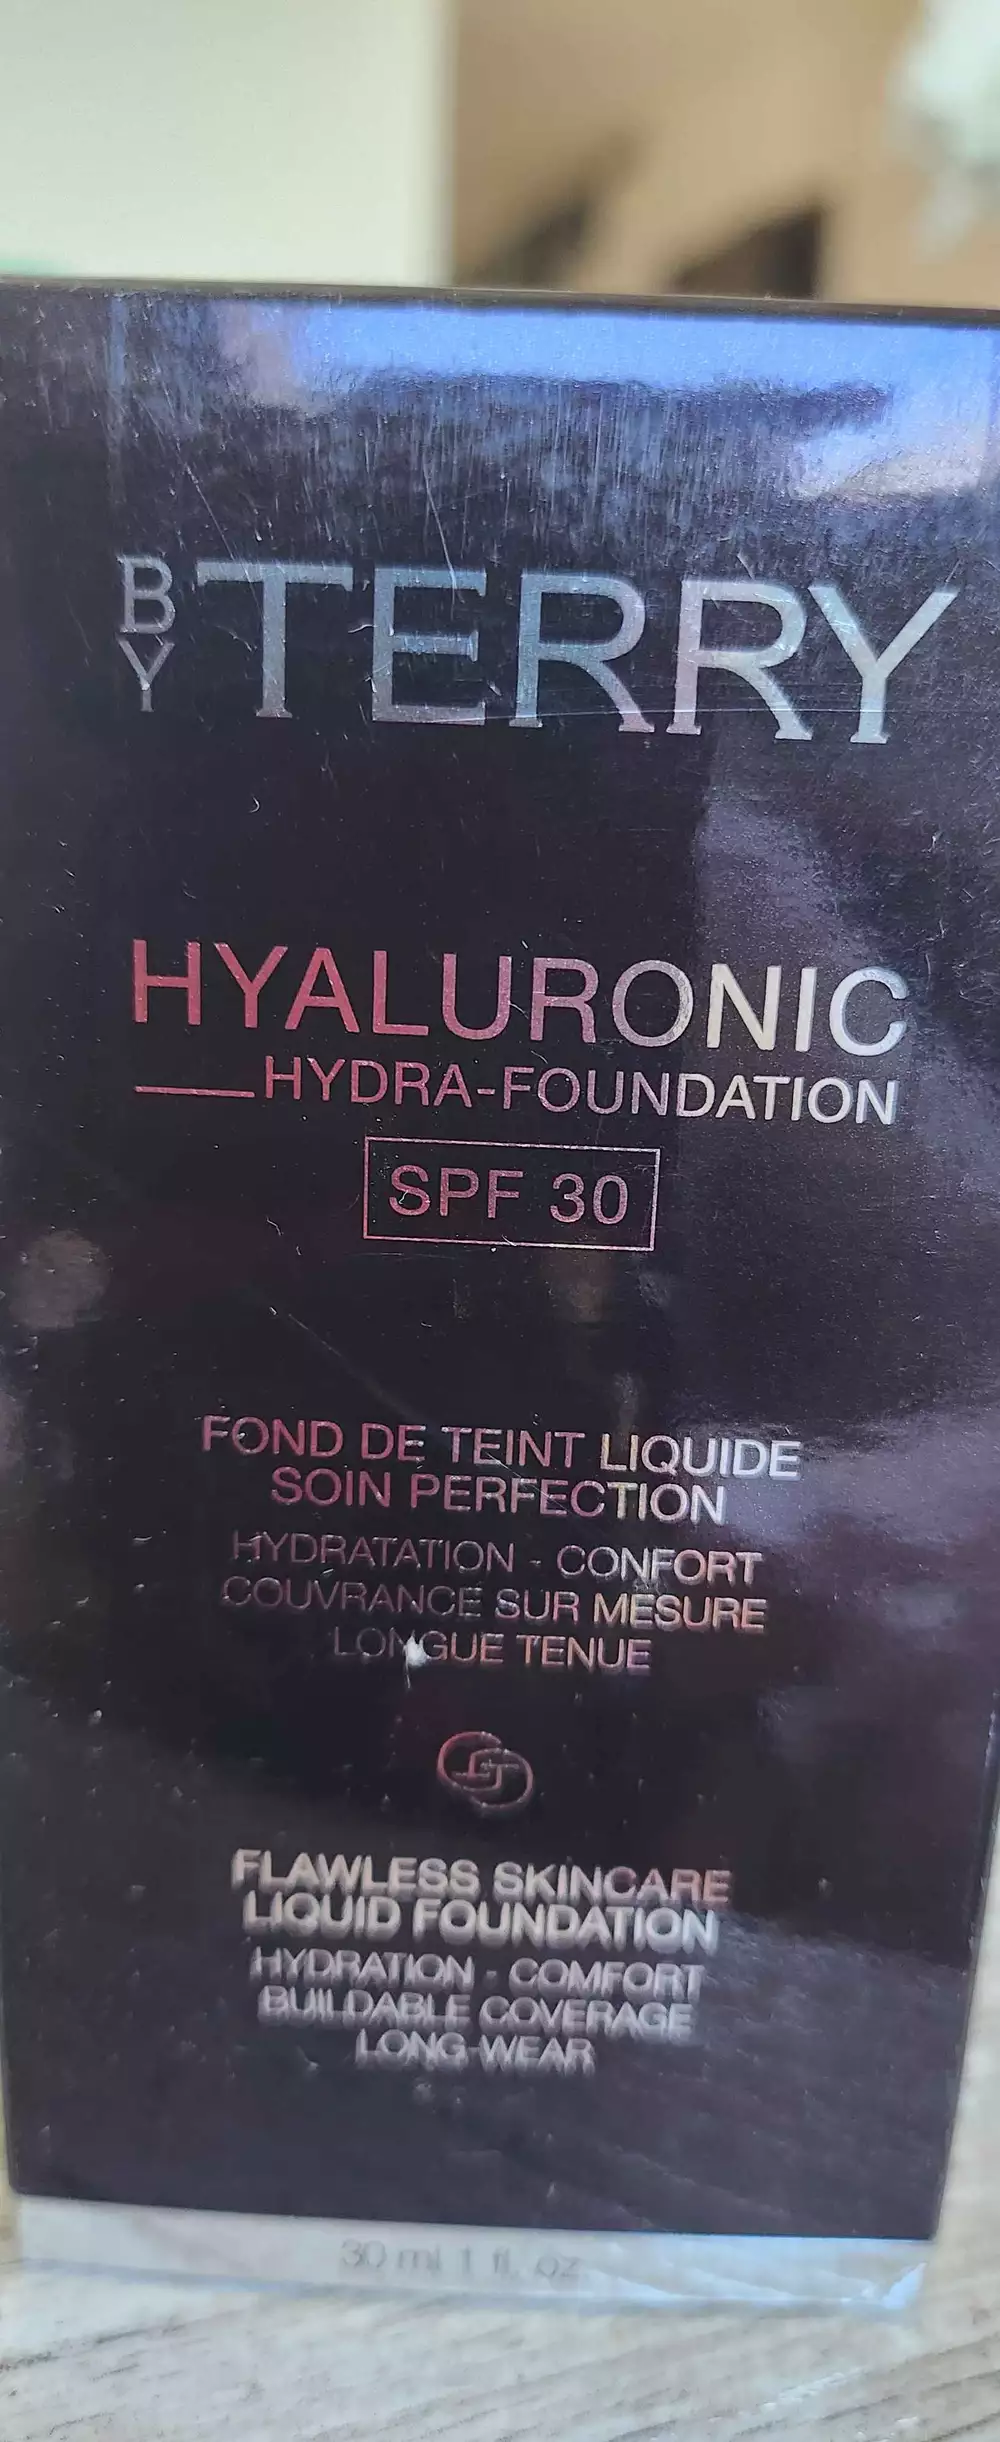 BY TERRY
HYALURONIC
HYDRA-FOUNDATION
SPF 30
FOND DE TEINT LIQUIDE
SOIN PERFECTION
HYDRATATION - CONFORT
COUVRANCE SUR MESURE
LONGUE TENUE
FLAWLESS SKINCARE
LIQUID FOUNDATION
HYDRATION - COMFORT
BUILDABLE COVERAGE
LONG-WEAR
30 ml 1 fl. oz